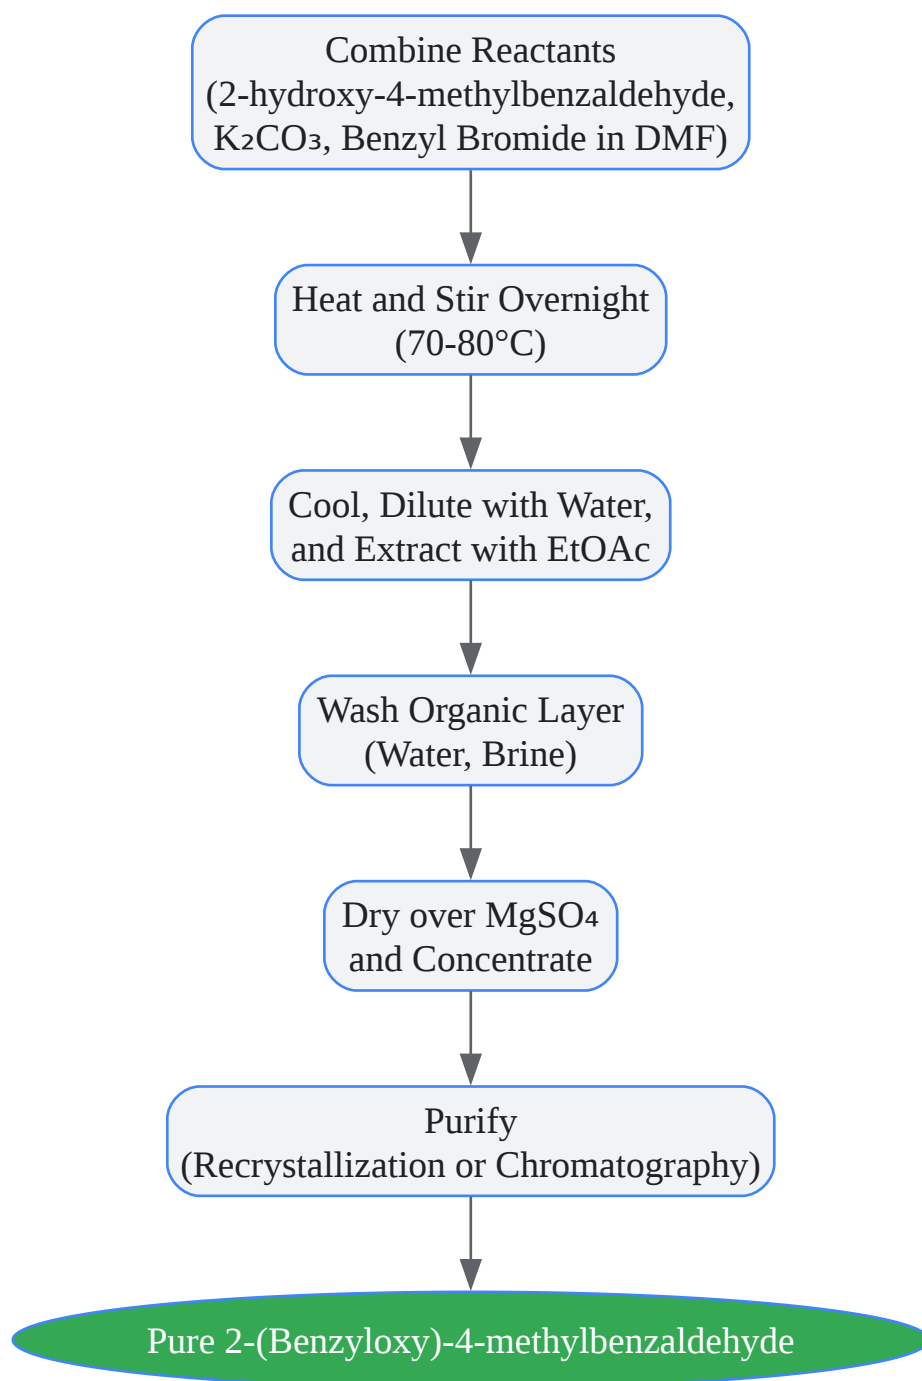 Combine Reactants
(2-hydroxy-4-methylbenzaldehyde,
K₂CO₃, Benzyl Bromide in DMF)
Heat and Stir Overnight
(70-80°C)
Cool, Dilute with Water,
and Extract with EtOAc
Wash Organic Layer
(Water, Brine)
Dry over MgSO₄
and Concentrate
Purify
(Recrystallization or Chromatography)
Pure 2-(Benzyloxy)-4-methylbenzaldehyde